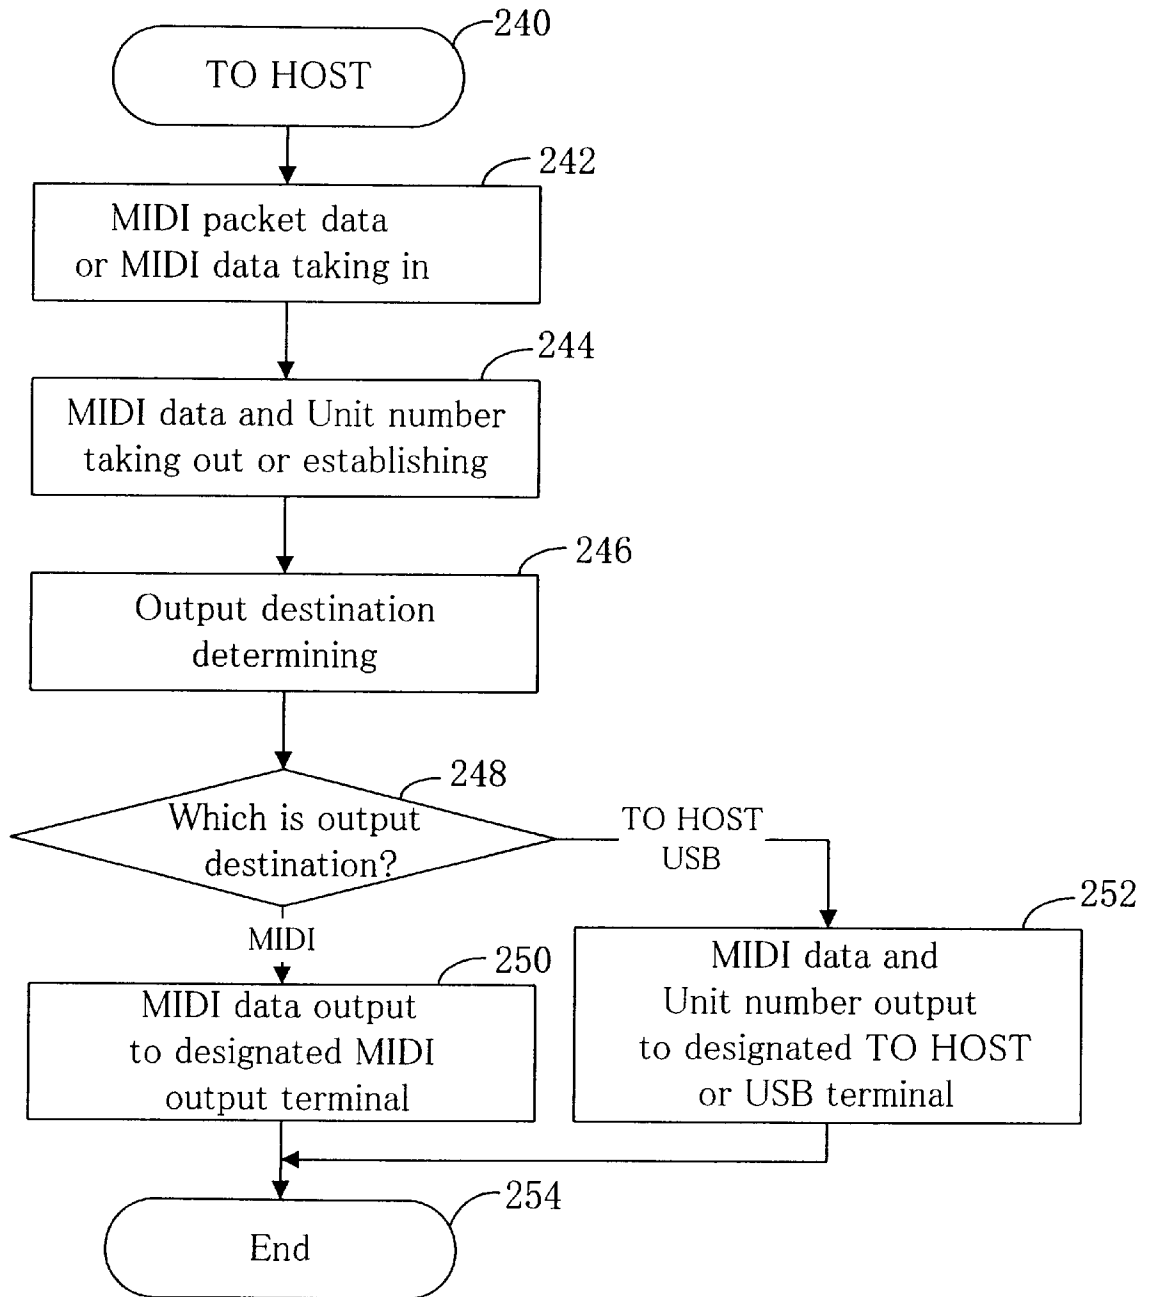 240
TO HOST
242
MIDI packet data
or MIDI data taking in
244
MIDI data and Unit number
taking out or establishing
246
Output destination
determining
248
Which is output
destination?
TO HOST
USB
MIDI
250
MIDI data output
to designated MIDI
output terminal
252
MIDI data and
Unit number output
to designated TO HOST
or USB terminal
254
End